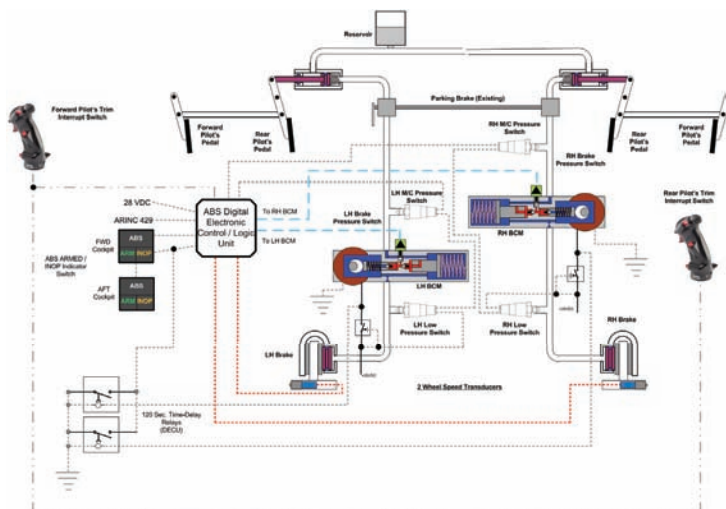 Reservoir
Forward Pilot's Trim
Interrupt Switch
Forward
Pilot's
Pedal
Rear
Pilot's
Pedal
Parking Brake (Existing)
RH M/C Pressure
Switch
RH Brake
Pressure Switch
Rear
Pilot's
Pedal
Forward
Pilot's
Pedal
Rear Pilot's Trim
Interrupt Switch
28 VDC
ARINC 429
ABS Digital
Electronic
Control / Logic
Unit
To RH BCM
To LH BCM
LH M/C Pressure
Switch
LH Brake
Pressure
Switch
RH BCM
FWD
Cockpit
ABS
ARM INOP
AFT
Cockpit
ABS
ARM INOP
ABS ARMED /
INOP Indicator
Switch
LH BCM
LH Low
Pressure Switch
RH Low
Pressure Switch
LH Brake
RH Brake
2 Wheel Speed Transducers
120 Sec. Time-Delay
Relays
(DECU)